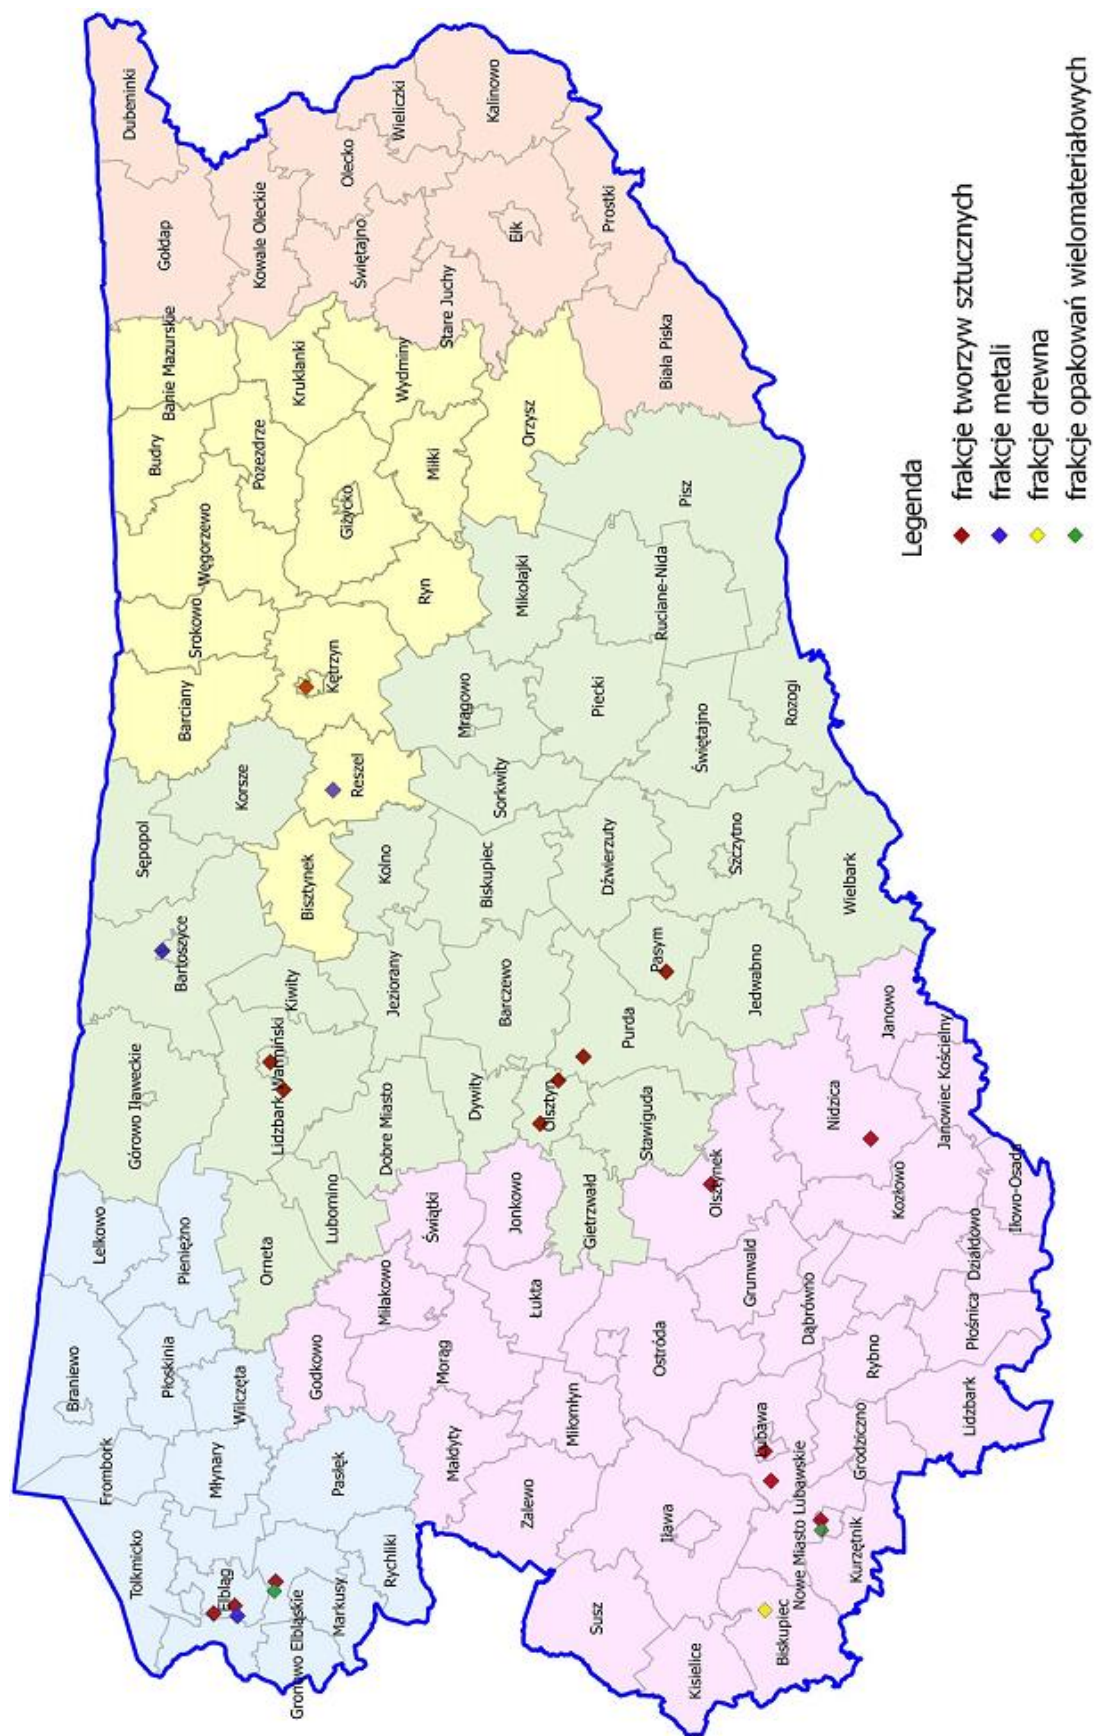 Dubeninki
Gołdap
Kowale Oleckie
Olecko
Wieliczki
Świętajno
Kalinowo
Ełk
Stare Juchy
Prostki
Biała Piska
Banie Mazurskie
Budry
Kruklanki
Pozezdrze
Wydminy
Węgorzewo
Giżycko
Miłki
Orzysz
Srokowo
Ryn
Barciany
Kętrzyn
Reszel
Bisztynek
Korsze
Sępopol
Bartoszyce
Górowo Iławeckie
Kiwity
Lidzbark Warmiński
Kolno
Jeziorany
Biskupiec
Sorkwity
Mrągowo
Mikołajki
Pisz
Ruciane-Nida
Piecki
Świętajno
Rozogi
Dźwierzuty
Szczytno
Wielbark
Pasym
Jedwabno
Barczewo
Purda
Dywity
Olsztyn
Stawiguda
Dobre Miasto
Lubomino
Orneta
Gietrzwałd
Lelkowo
Pieniężno
Braniewo
Płoskinia
Wilczęta
Frombork
Młynary
Pasłęk
Tolkmicko
Elbląg
Gronowo Elbląskie
Markusy
Rychliki
Godkowo
Miłakowo
Świątki
Jonkowo
Morąg
Łukta
Małdyty
Miłomłyn
Zalewo
Ostróda
Olsztynek
Grunwald
Dąbrówno
Nidzica
Janowo
Janowiec Kościelny
Kozłowo
Iłowo-Osada
Działdowo
Płośnica
Rybno
Lidzbark
Lubawa
Grodziczno
Iława
Nowe Miasto Lubawskie
Kurzętnik
Susz
Kisielice
Biskupiec
Legenda
frakcje tworzyw sztucznych
frakcje metali
frakcje drewna
frakcje opakowań wielomateriałowych